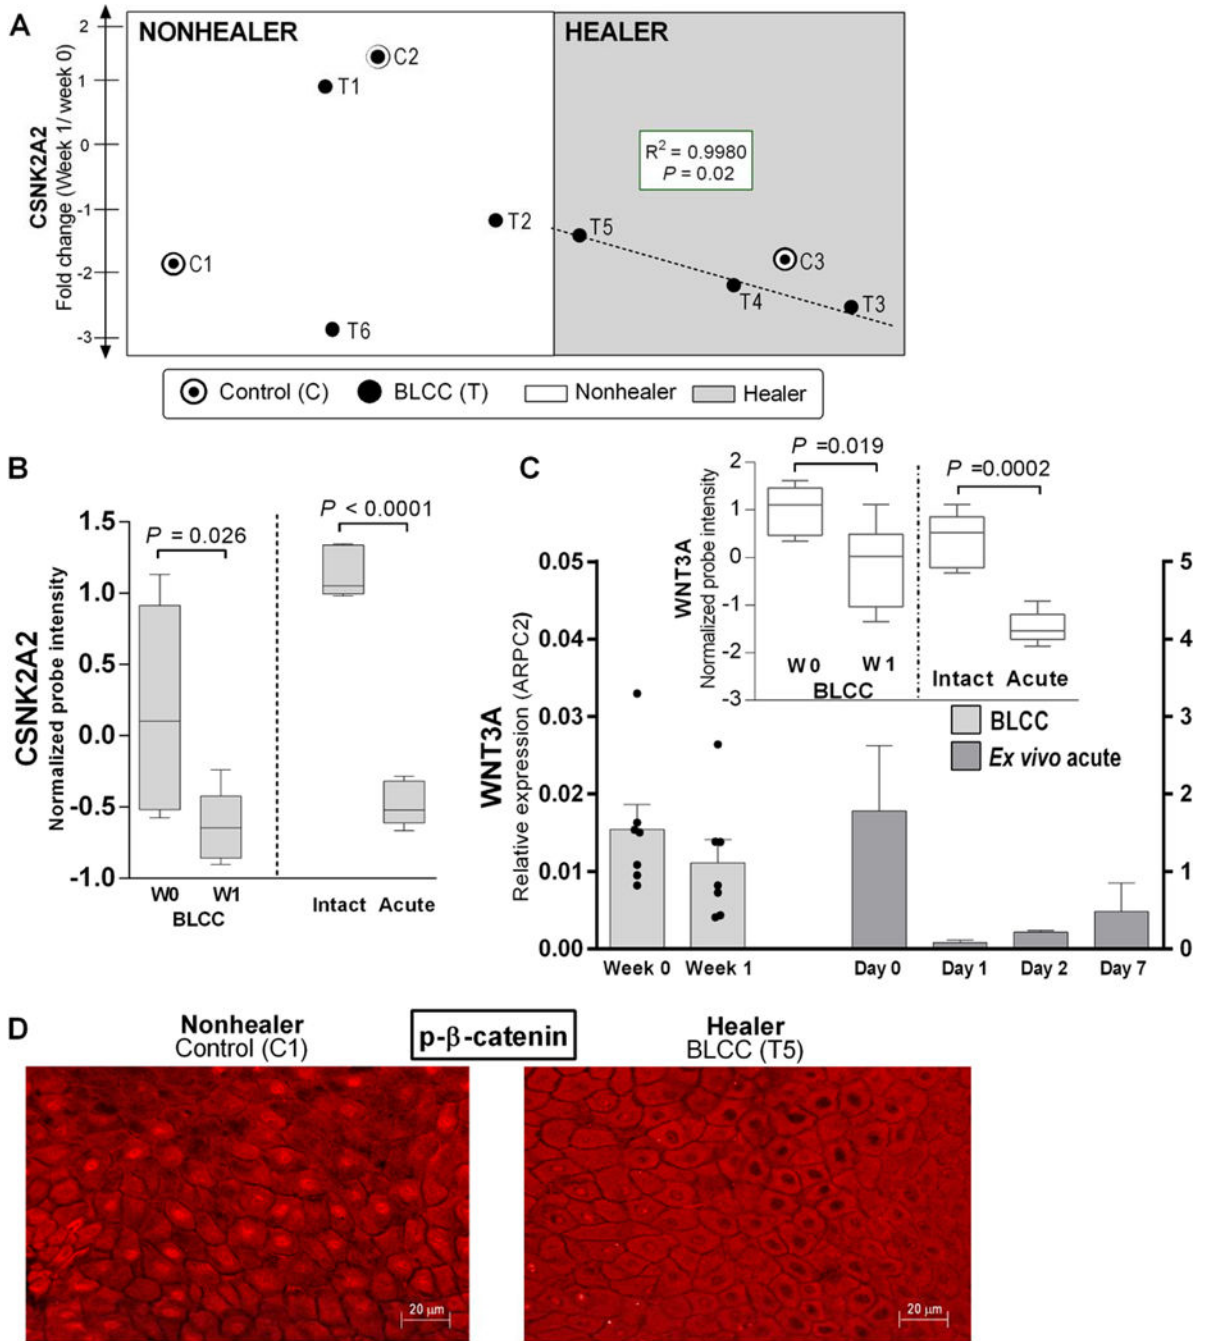 A
NONHEALER
HEALER
CSNK2A2
Fold change (Week 1/ week 0)
2
1
0
-1
-2
-3
C2
T1
T2
C1
T6
R² = 0.9980
P = 0.02
T5
C3
T4
T3
Control (C)
BLCC (T)
Nonhealer
Healer
B
CSNK2A2
Normalized probe intensity
1.5
1.0
0.5
0.0
-0.5
-1.0
P = 0.026
P < 0.0001
W0
W1
BLCC
Intact
Acute
C
WNT3A
Normalized probe intensity
2
1
0
-1
-2
-3
P =0.019
P =0.0002
W 0
W 1
BLCC
Intact
Acute
WNT3A
Relative expression (ARPC2)
0.05
0.04
0.03
0.02
0.01
0.00
5
4
3
2
1
0
BLCC
Ex vivo acute
Week 0
Week 1
Day 0
Day 1
Day 2
Day 7
D
Nonhealer
Control (C1)
p-β-catenin
Healer
BLCC (T5)
20 µm
20 µm